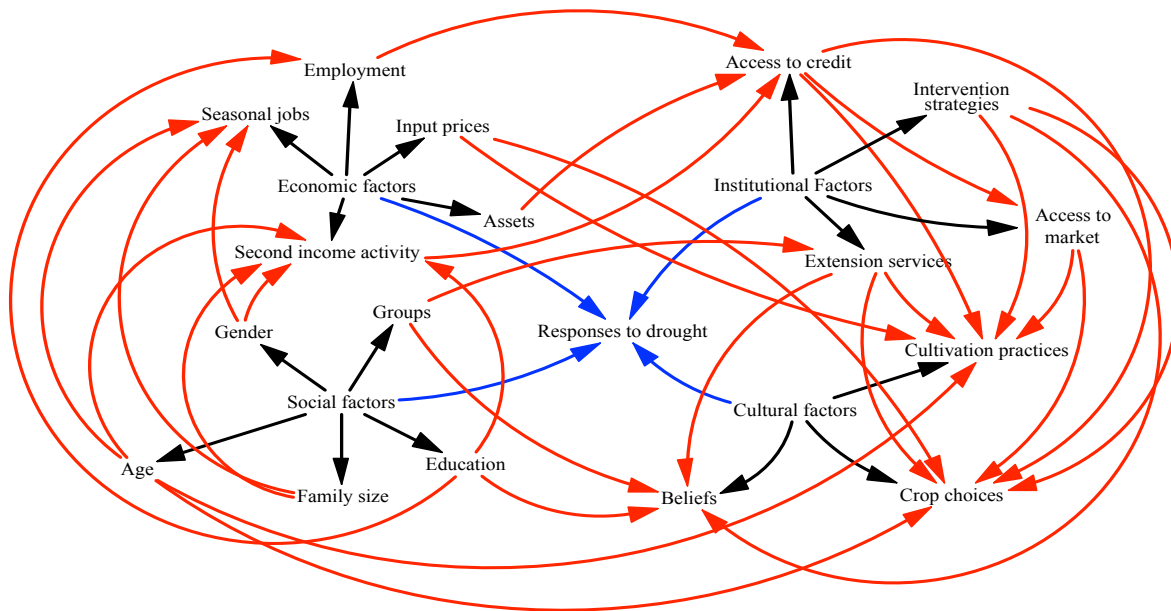 Employment
Access to credit
Intervention
strategies
Seasonal jobs
Input prices
Economic factors
Institutional Factors
Assets
Access to
market
Second income activity
Extension services
Groups
Gender
Responses to drought
Cultivation practices
Social factors
Cultural factors
Age
Education
Family size
Beliefs
Crop choices